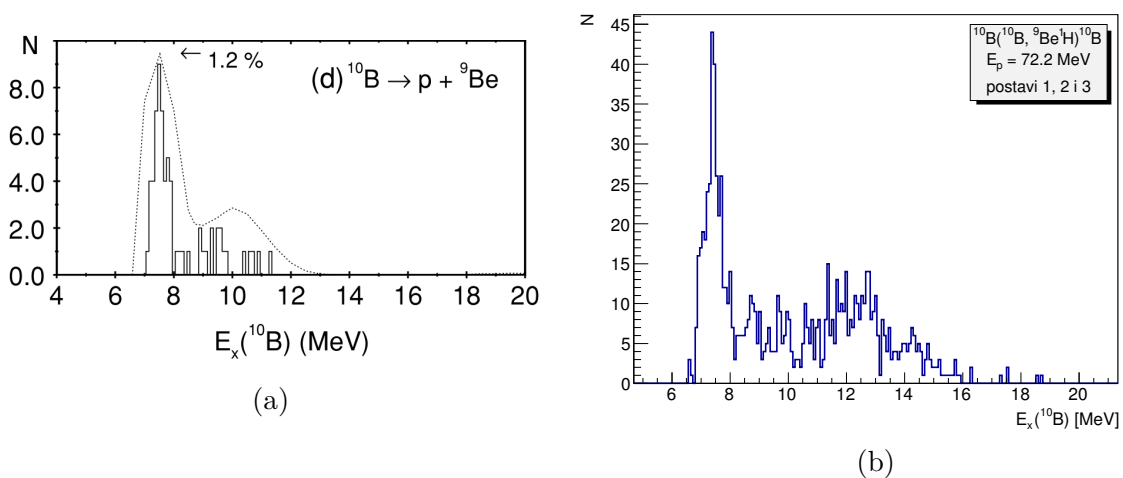 N
8.0
6.0
4.0
2.0
0.0
← 1.2 %
(d) ¹⁰B → p + ⁹Be
4 6 8 10 12 14 16 18 20
Eₓ(¹⁰B) (MeV)
(a)
N
45
40
35
30
25
20
15
10
5
0
¹⁰B(¹⁰B, ⁹Be¹H)¹⁰B
Eₚ = 72.2 MeV
postavi 1, 2 i 3
6 8 10 12 14 16 18 20
Eₓ(¹⁰B) [MeV]
(b)